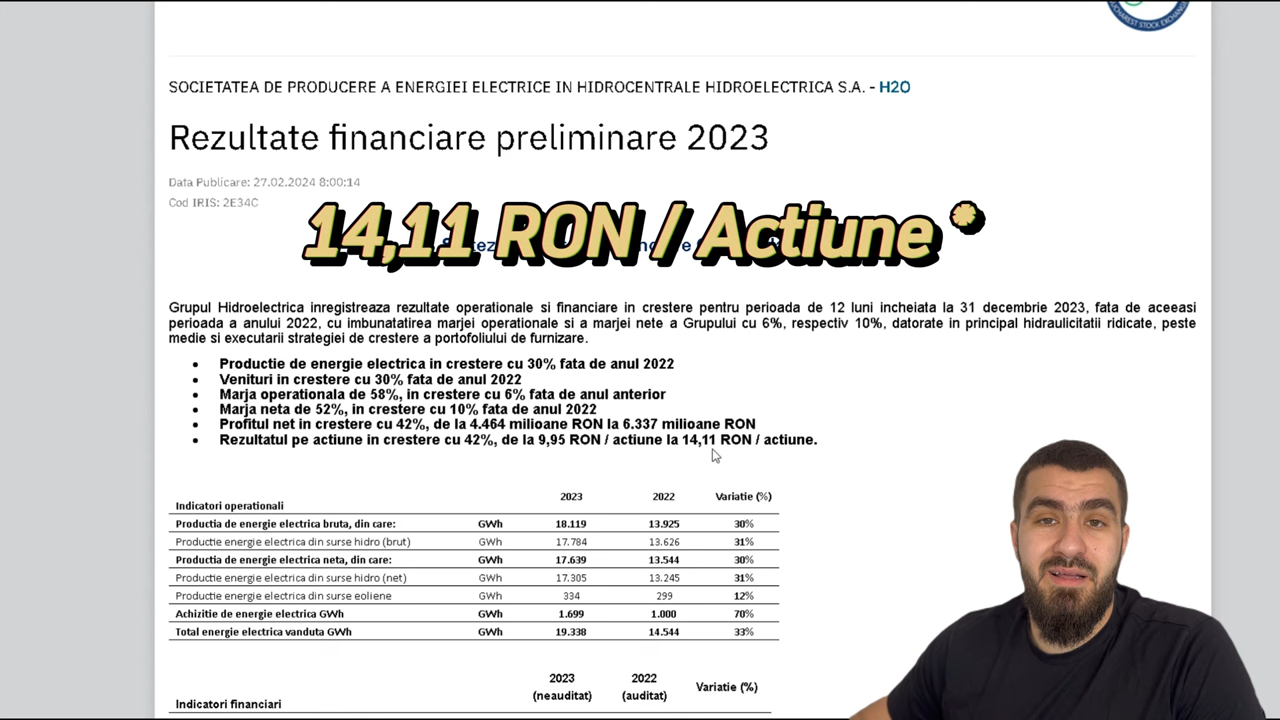 BUCHAREST STOCK EXCHANGE
SOCIETATEA DE PRODUCERE A ENERGIEI ELECTRICE IN HIDROCENTRALE HIDROELECTRICA S.A. - H2O
Rezultate financiare preliminare 2023
Data Publicare: 27.02.2024 8:00:14
Cod IRIS: 2E34C
14,11 RON / Actiune *
Grupul Hidroelectrica inregistreaza rezultate operationale si financiare in crestere pentru perioada de 12 luni incheiata la 31 decembrie 2023, fata de aceeasi
perioada a anului 2022, cu imbunatatirea marjei operationale si a marjei nete a Grupului cu 6%, respectiv 10%, datorate in principal hidraulicitatii ridicate, peste
medie si executarii strategiei de crestere a portofoliului de furnizare.
• Productie de energie electrica in crestere cu 30% fata de anul 2022
• Venituri in crestere cu 30% fata de anul 2022
• Marja operationala de 58%, in crestere cu 6% fata de anul anterior
• Marja neta de 52%, in crestere cu 10% fata de anul 2022
• Profitul net in crestere cu 42%, de la 4.464 milioane RON la 6.337 milioane RON
• Rezultatul pe actiune in crestere cu 42%, de la 9,95 RON / actiune la 14,11 RON / actiune.
Indicatori operationali 2023 2022 Variatie (%)
Productia de energie electrica bruta, din care: GWh 18.119 13.925 30%
Productie energie electrica din surse hidro (brut) GWh 17.784 13.626 31%
Productia de energie electrica neta, din care: GWh 17.639 13.544 30%
Productie energie electrica din surse hidro (net) GWh 17.305 13.245 31%
Productie energie electrica din surse eoliene GWh 334 299 12%
Achizitie de energie electrica GWh GWh 1.699 1.000 70%
Total energie electrica vanduta GWh GWh 19.338 14.544 33%
2023 2022 Variatie (%)
(neauditat) (auditat)
Indicatori financiari